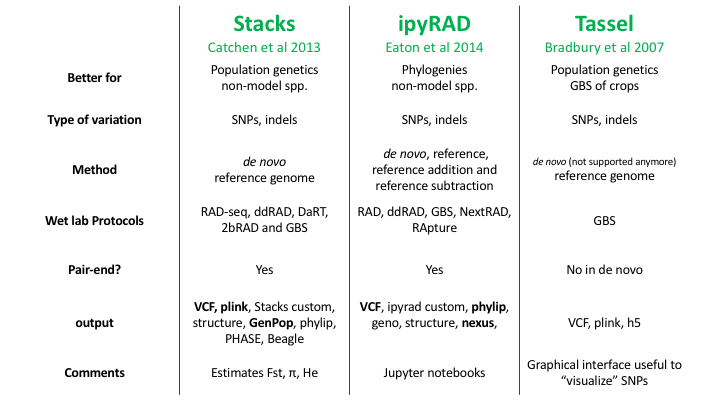 Stacks
ipyRAD
Tassel
Catchen et al 2013
Eaton et al 2014
Bradbury et al 2007
Better for
Population genetics
non-model spp.
Phylogenies
non-model spp.
Population genetics
GBS of crops
Type of variation
SNPs, indels
SNPs, indels
SNPs, indels
Method
de novo
reference genome
de novo, reference,
reference addition and
reference subtraction
de novo (not supported anymore)
reference genome
Wet lab Protocols
RAD-seq, ddRAD, DaRT,
2bRAD and GBS
RAD, ddRAD, GBS, NextRAD,
RApture
GBS
Pair-end?
Yes
Yes
No in de novo
output
VCF, plink, Stacks custom,
structure, GenPop, phylip,
PHASE, Beagle
VCF, ipyrad custom, phylip,
geno, structure, nexus,
VCF, plink, h5
Comments
Estimates Fst, π, He
Jupyter notebooks
Graphical interface useful to
“visualize” SNPs